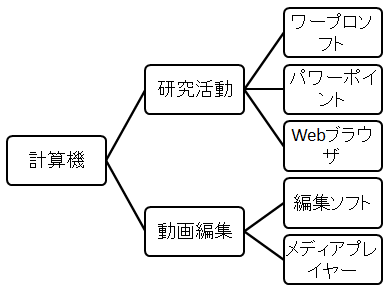 計算機
研究活動
ワープロソ
フト
パワーポイ
ント
Webブラウ
ザ
動画編集
編集ソフト
メディアプレ
イヤー